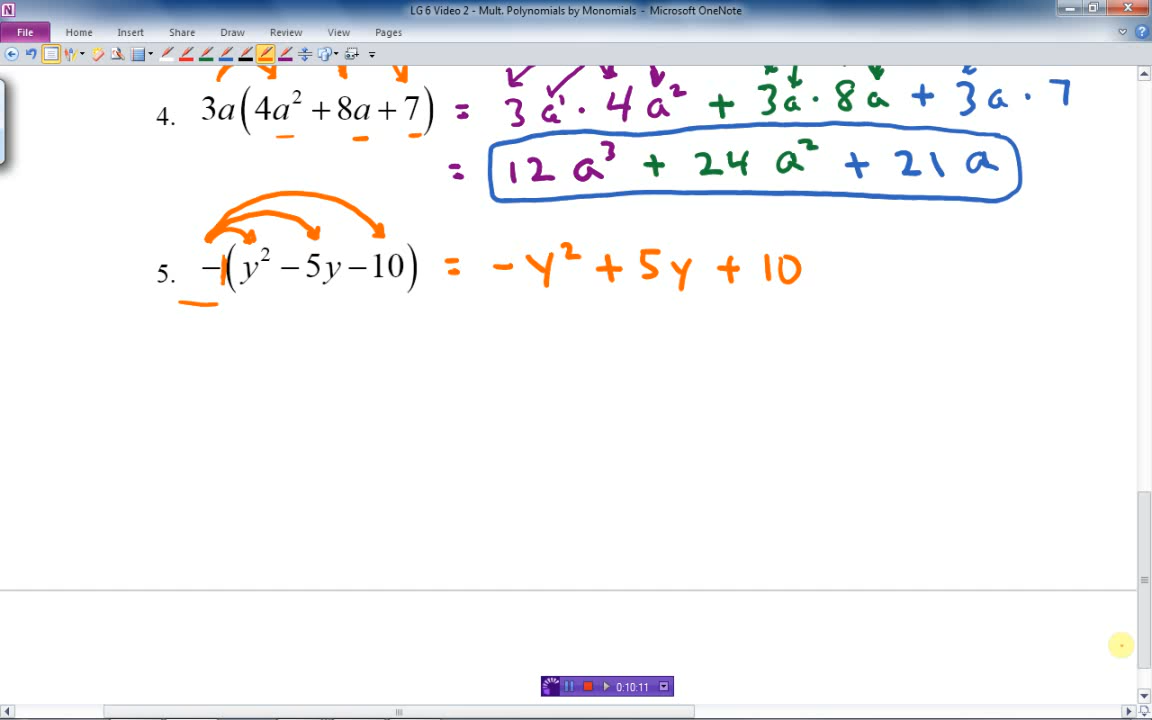 LG 6 Video 2 - Mult. Polynomials by Monomials - Microsoft OneNote
File Home Insert Share Draw Review View Pages
4. 3a(4a² + 8a + 7) = 3a¹ · 4a² + 3a · 8a + 3a · 7
= 12a³ + 24a² + 21a
5. −1(y² − 5y − 10) = -y² + 5y + 10
0:10:11